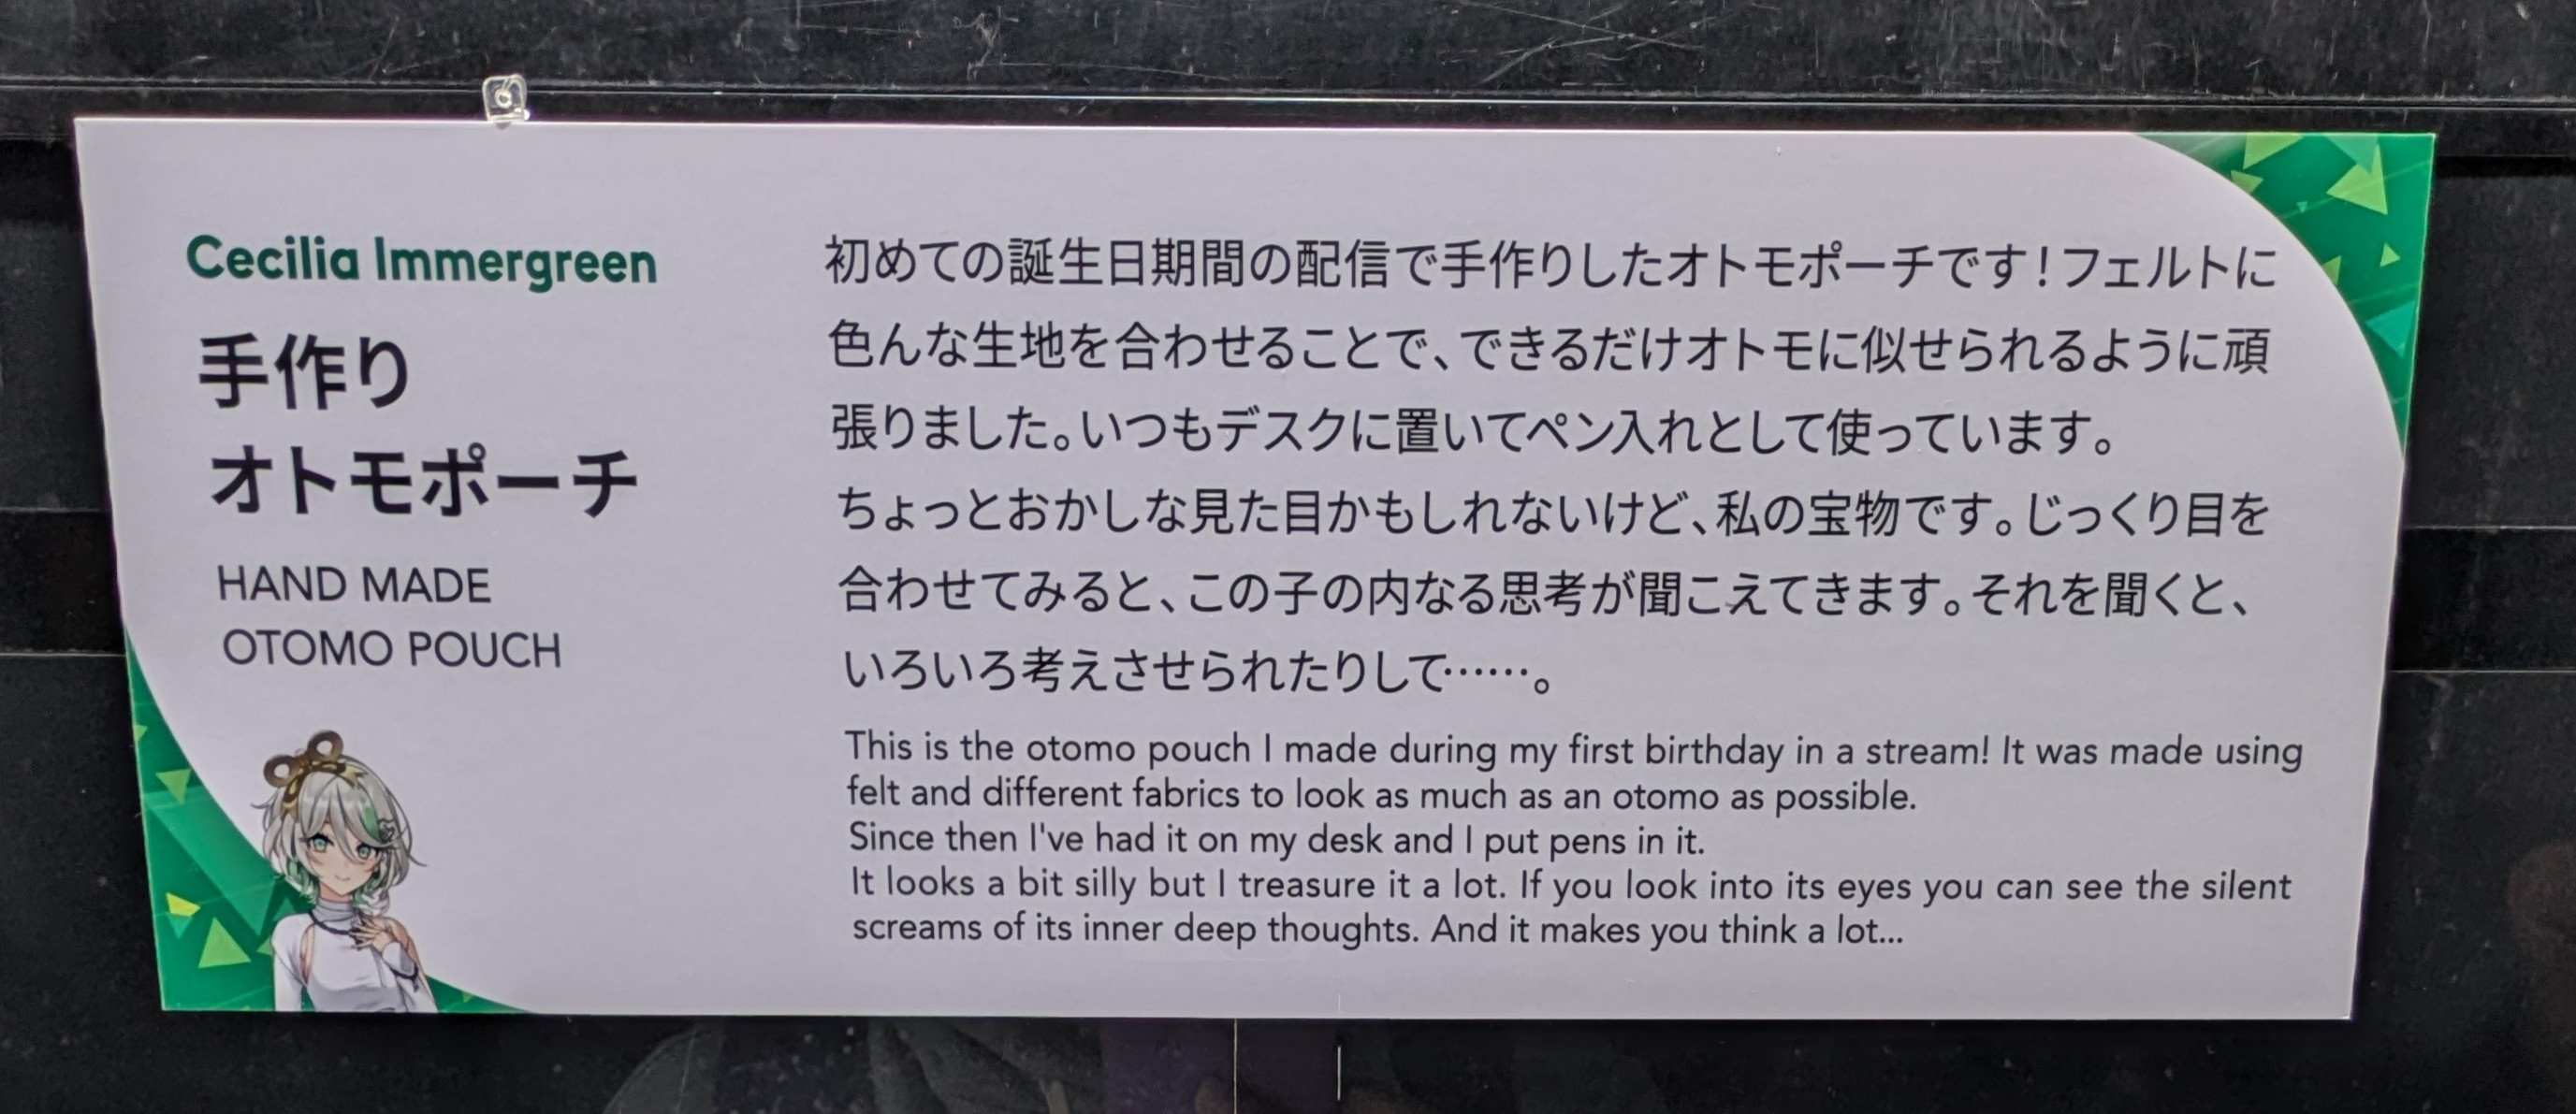 Cecilia Immergreen
手作り
オトモポーチ
HAND MADE
OTOMO POUCH
初めての誕生日期間の配信で手作りしたオトモポーチです！フェルトに
色んな生地を合わせることで、できるだけオトモに似せられるように頑
張りました。いつもデスクに置いてペン入れとして使っています。
ちょっとおかしな見た目かもしれないけど、私の宝物です。じっくり目を
合わせてみると、この子の内なる思考が聞こえてきます。それを聞くと、
いろいろ考えさせられたりして……。
This is the otomo pouch I made during my first birthday in a stream! It was made using
felt and different fabrics to look as much as an otomo as possible.
Since then I've had it on my desk and I put pens in it.
It looks a bit silly but I treasure it a lot. If you look into its eyes you can see the silent
screams of its inner deep thoughts. And it makes you think a lot...